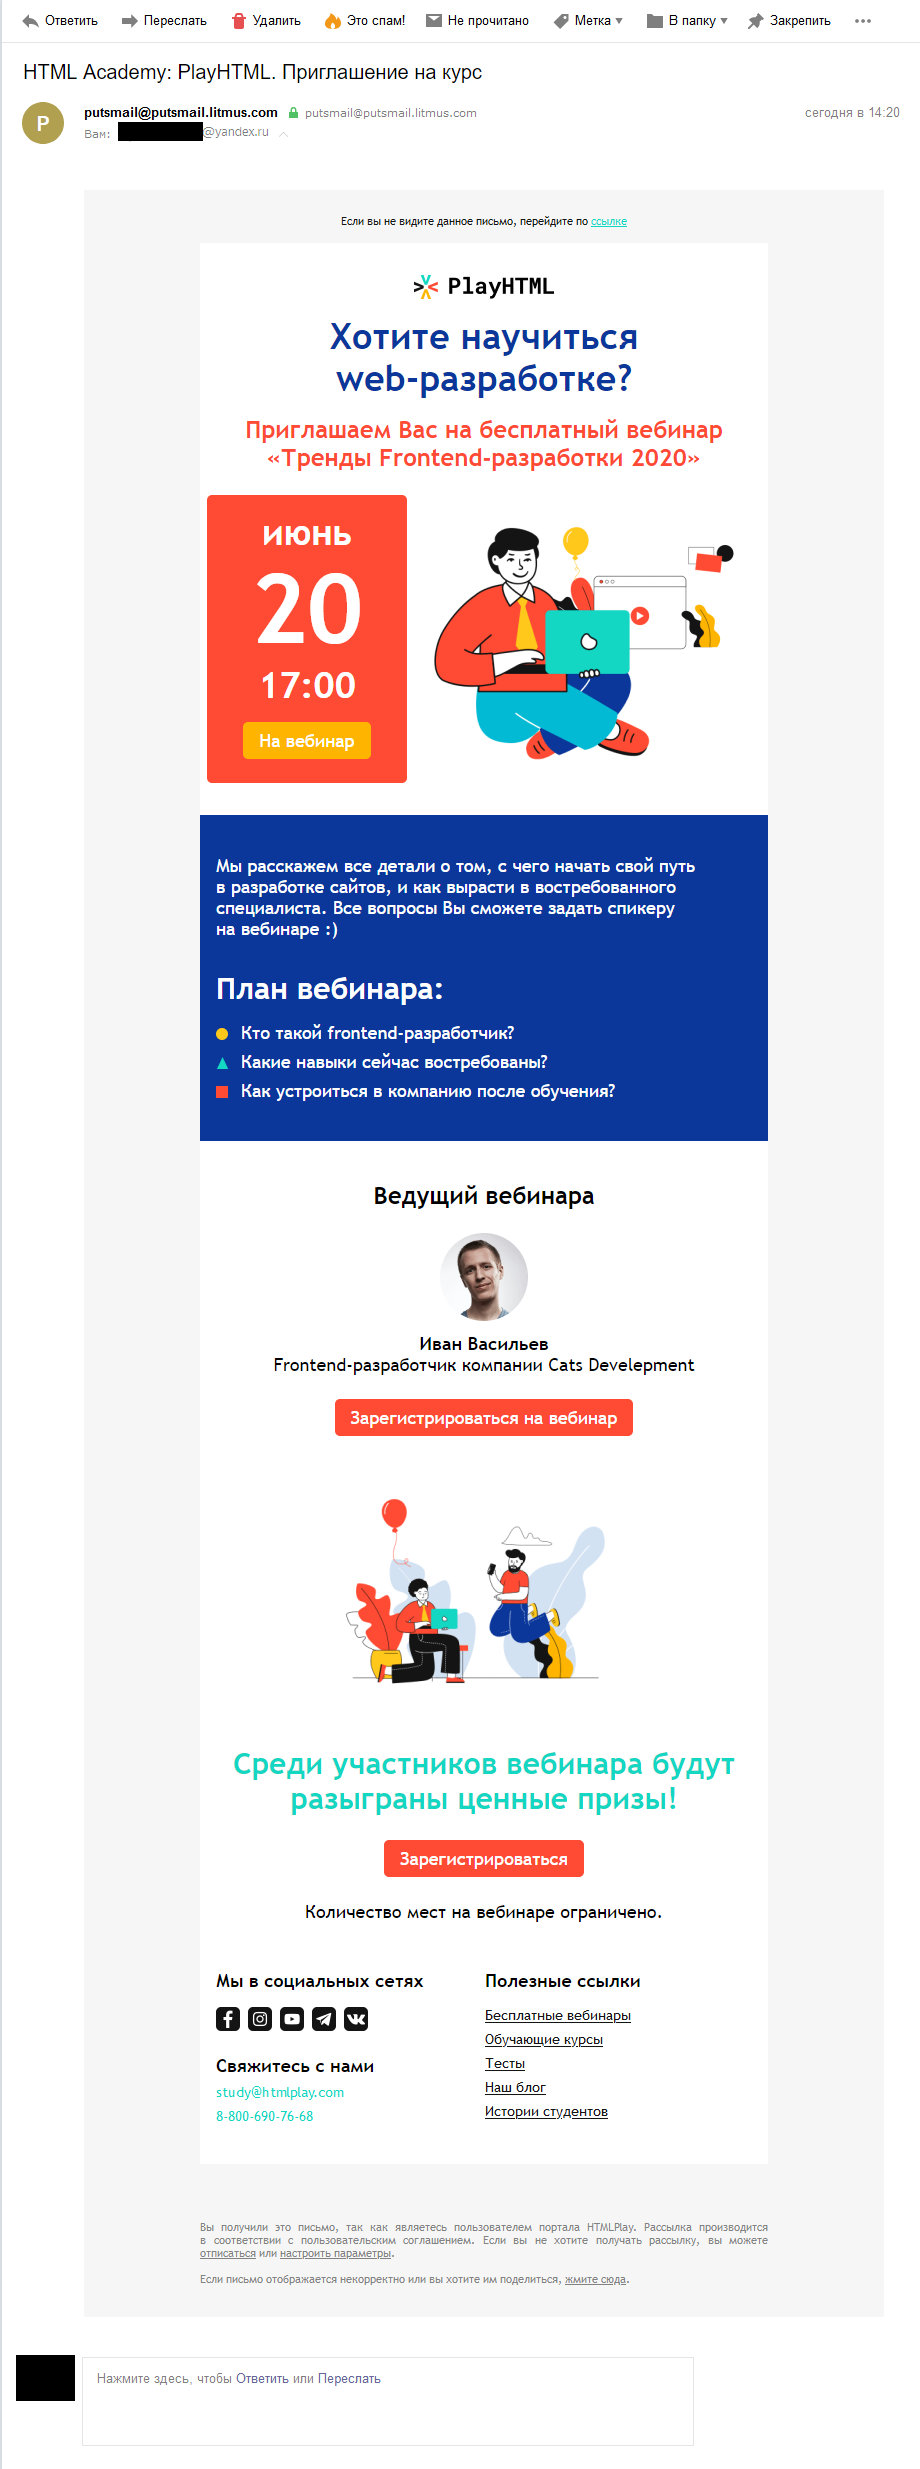 Ответить Переслать Удалить Это спам! Не прочитано Метка В папку Закрепить
HTML Academy: PlayHTML. Приглашение на курс
P
putsmail@putsmail.litmus.com putsmail@putsmail.litmus.com сегодня в 14:20
Вам: @yandex.ru
Если вы не видите данное письмо, перейдите по ссылке
PlayHTML
Хотите научиться
web-разработке?
Приглашаем Вас на бесплатный вебинар
«Тренды Frontend-разработки 2020»
июнь
20
17:00
На вебинар
Мы расскажем все детали о том, с чего начать свой путь
в разработке сайтов, и как вырасти в востребованного
специалиста. Все вопросы Вы сможете задать спикеру
на вебинаре :)
План вебинара:
Кто такой frontend-разработчик?
Какие навыки сейчас востребованы?
Как устроиться в компанию после обучения?
Ведущий вебинара
Иван Васильев
Frontend-разработчик компании Cats Develepment
Зарегистрироваться на вебинар
Среди участников вебинара будут
разыграны ценные призы!
Зарегистрироваться
Количество мест на вебинаре ограничено.
Мы в социальных сетях
Свяжитесь с нами
study@htmlplay.com
8-800-690-76-68
Полезные ссылки
Бесплатные вебинары
Обучающие курсы
Тесты
Наш блог
Истории студентов
Вы получили это письмо, так как являетесь пользователем портала HTMLPlay. Рассылка производится
в соответствии с пользовательским соглашением. Если вы не хотите получать рассылку, вы можете
отписаться или настроить параметры.
Если письмо отображается некорректно или вы хотите им поделиться, жмите сюда.
Нажмите здесь, чтобы Ответить или Переслать